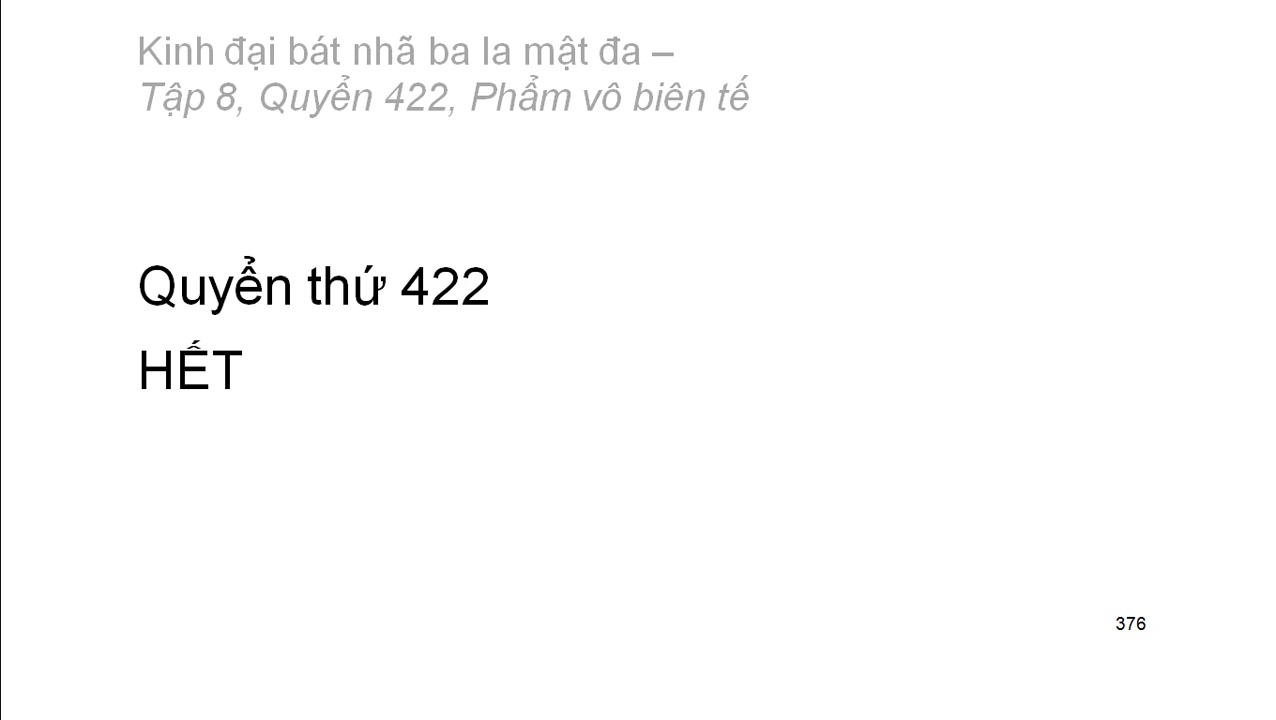 Kinh đại bát nhã ba la mật đa –
Tập 8, Quyển 422, Phẩm vô biên tế
Quyển thứ 422
HẾT
376